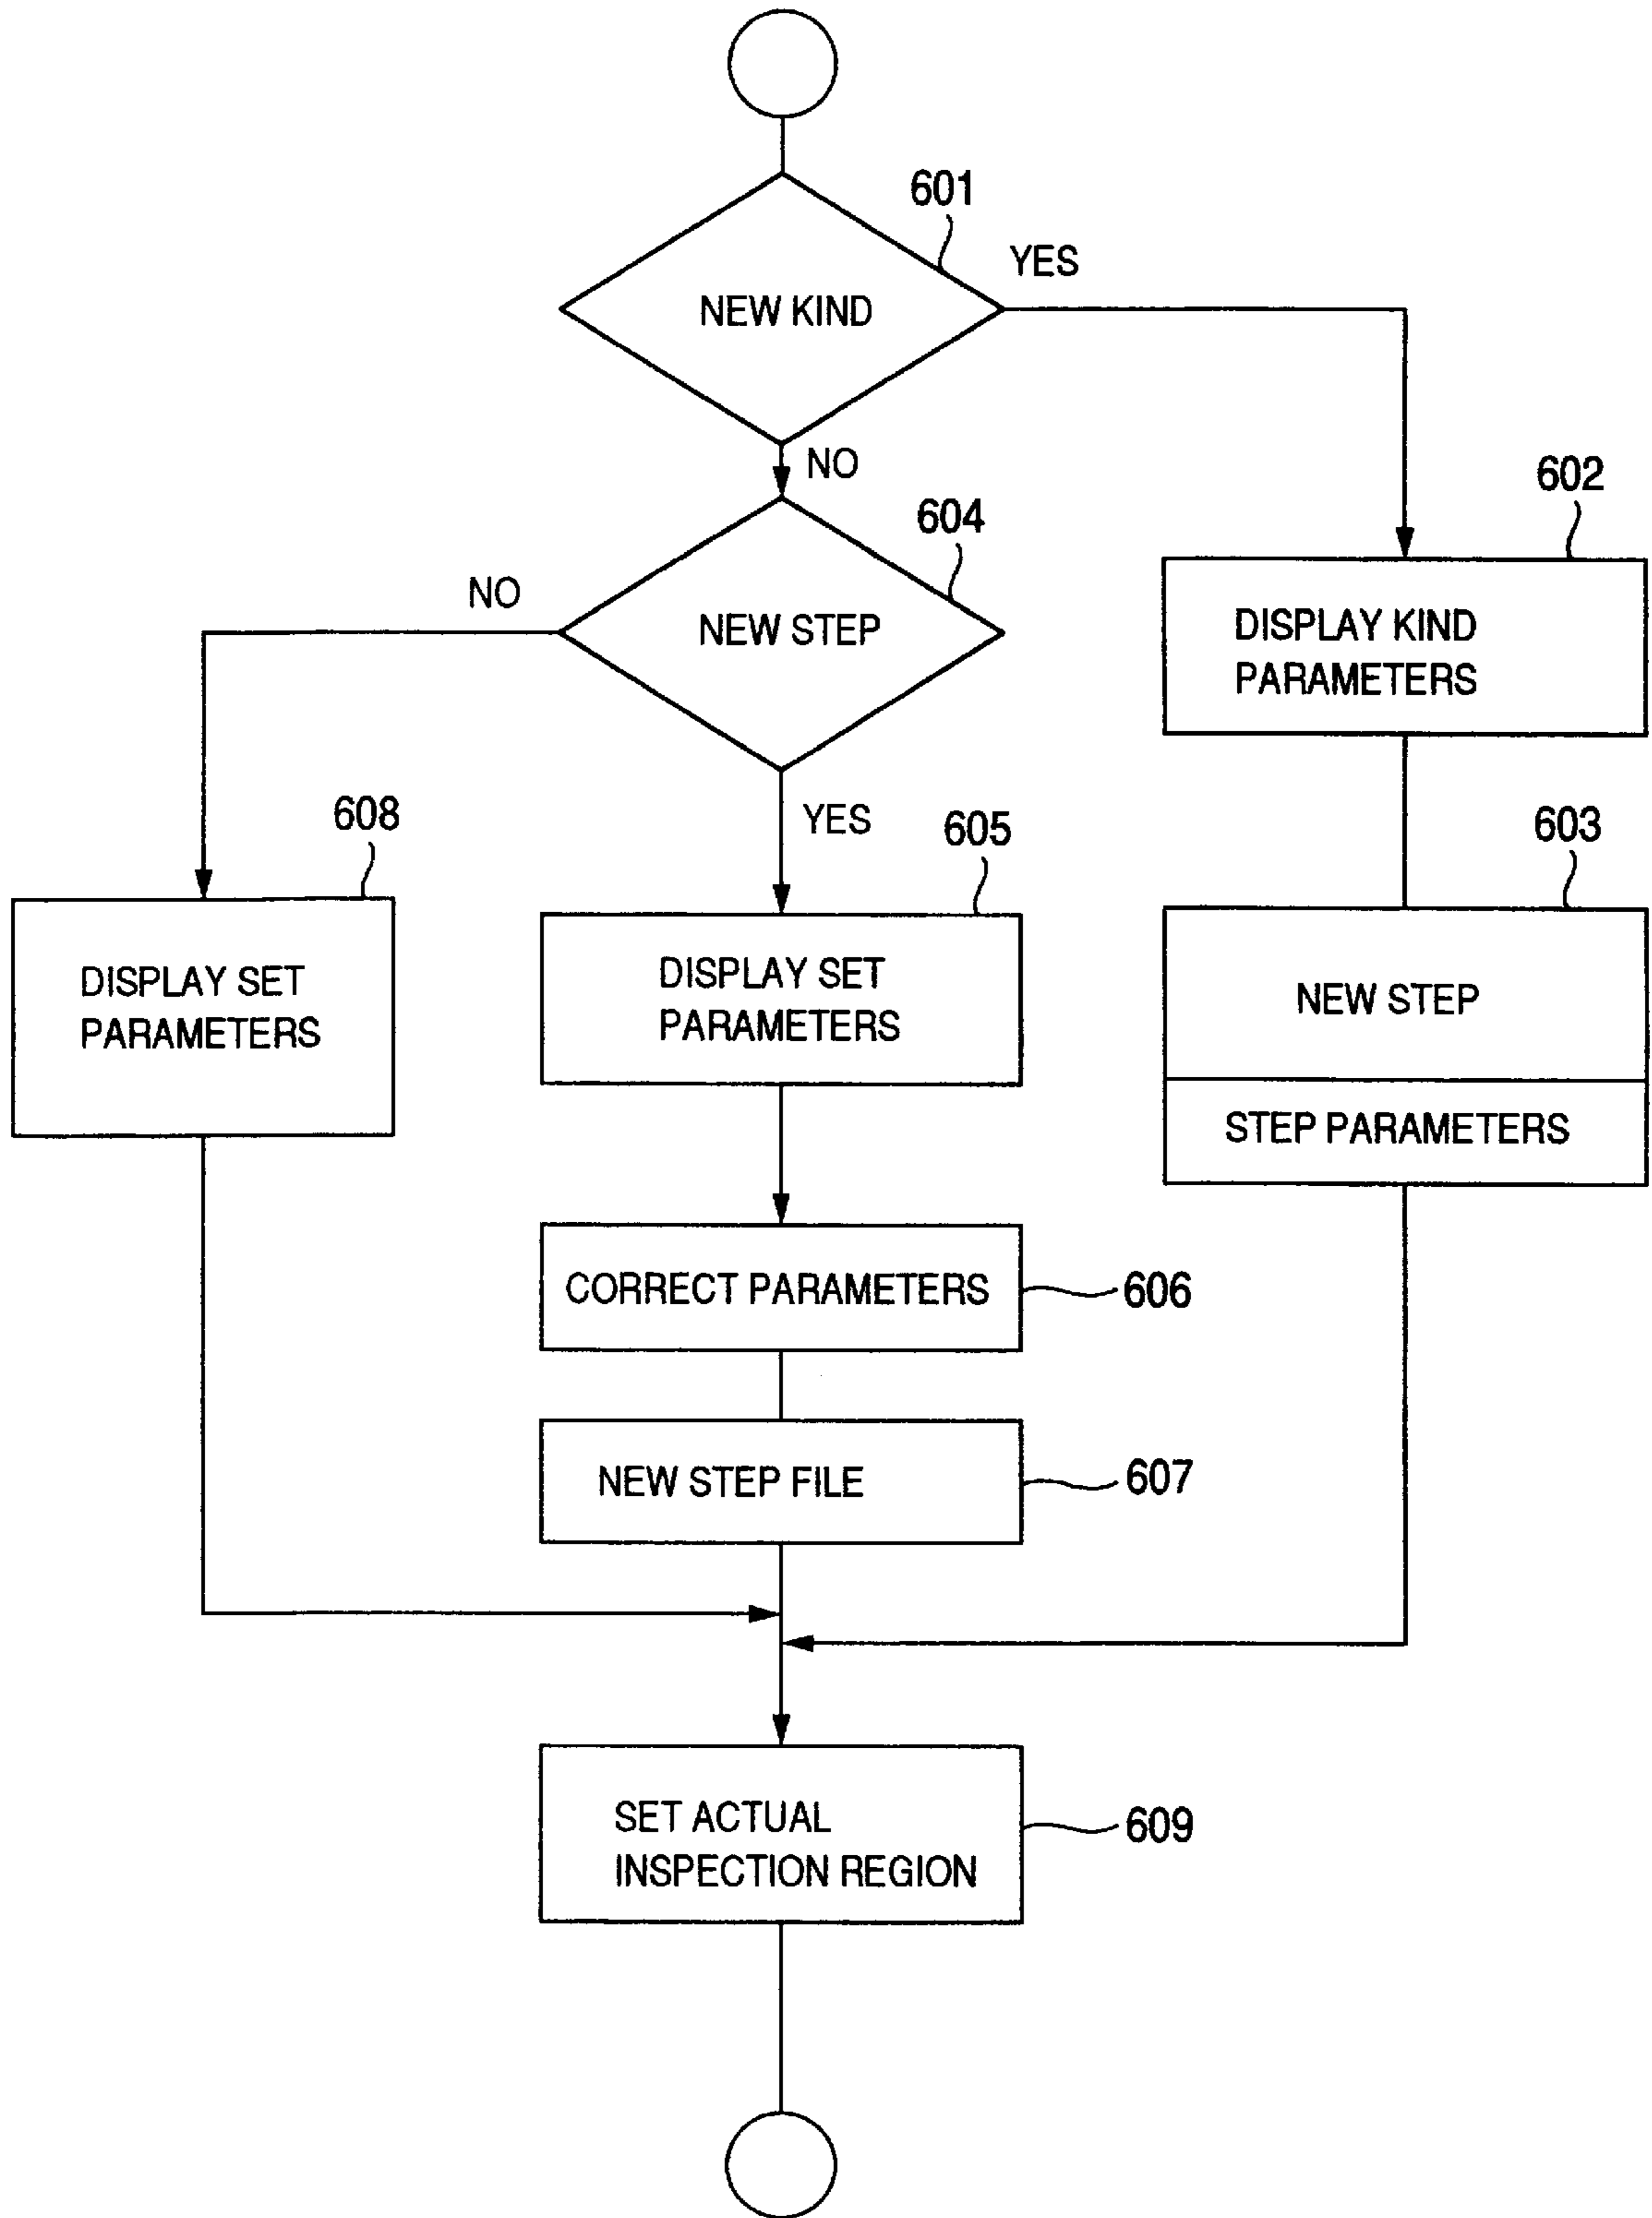 601
YES
NEW KIND
NO
602
604
NO
NEW STEP
DISPLAY KIND
PARAMETERS
608
YES
605
603
DISPLAY SET
PARAMETERS
DISPLAY SET
PARAMETERS
NEW STEP
STEP PARAMETERS
CORRECT PARAMETERS
606
NEW STEP FILE
607
SET ACTUAL
INSPECTION REGION
609